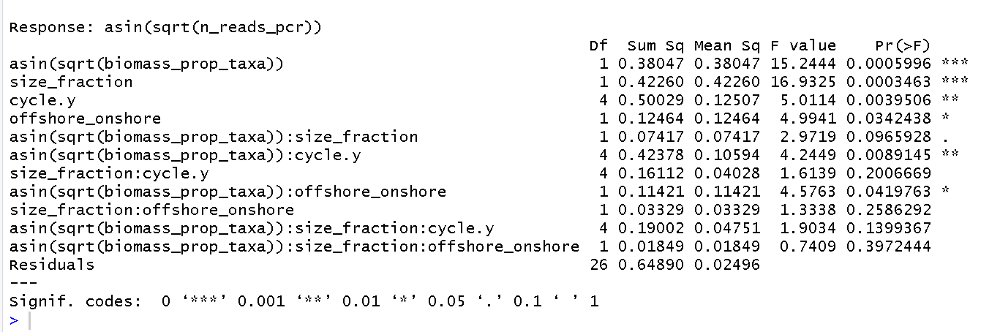 Response: asin(sqrt(n_reads_pcr))
Df Sum Sq Mean Sq F value Pr(>F)
asin(sqrt(biomass_prop_taxa)) 1 0.38047 0.38047 15.2444 0.0005996 ***
size_fraction 1 0.42260 0.42260 16.9325 0.0003463 ***
cycle.y 4 0.50029 0.12507 5.0114 0.0039506 **
offshore_onshore 1 0.12464 0.12464 4.9941 0.0342438 *
asin(sqrt(biomass_prop_taxa)):size_fraction 1 0.07417 0.07417 2.9719 0.0965928 .
asin(sqrt(biomass_prop_taxa)):cycle.y 4 0.42378 0.10594 4.2449 0.0089145 **
size_fraction:cycle.y 4 0.16112 0.04028 1.6139 0.2006669
asin(sqrt(biomass_prop_taxa)):offshore_onshore 1 0.11421 0.11421 4.5763 0.0419763 *
size_fraction:offshore_onshore 1 0.03329 0.03329 1.3338 0.2586292
asin(sqrt(biomass_prop_taxa)):size_fraction:cycle.y 4 0.19002 0.04751 1.9034 0.1399367
asin(sqrt(biomass_prop_taxa)):size_fraction:offshore_onshore 1 0.01849 0.01849 0.7409 0.3972444
Residuals 26 0.64890 0.02496
---
Signif. codes: 0 ‘***’ 0.001 ‘**’ 0.01 ‘*’ 0.05 ‘.’ 0.1 ‘ ’ 1
>